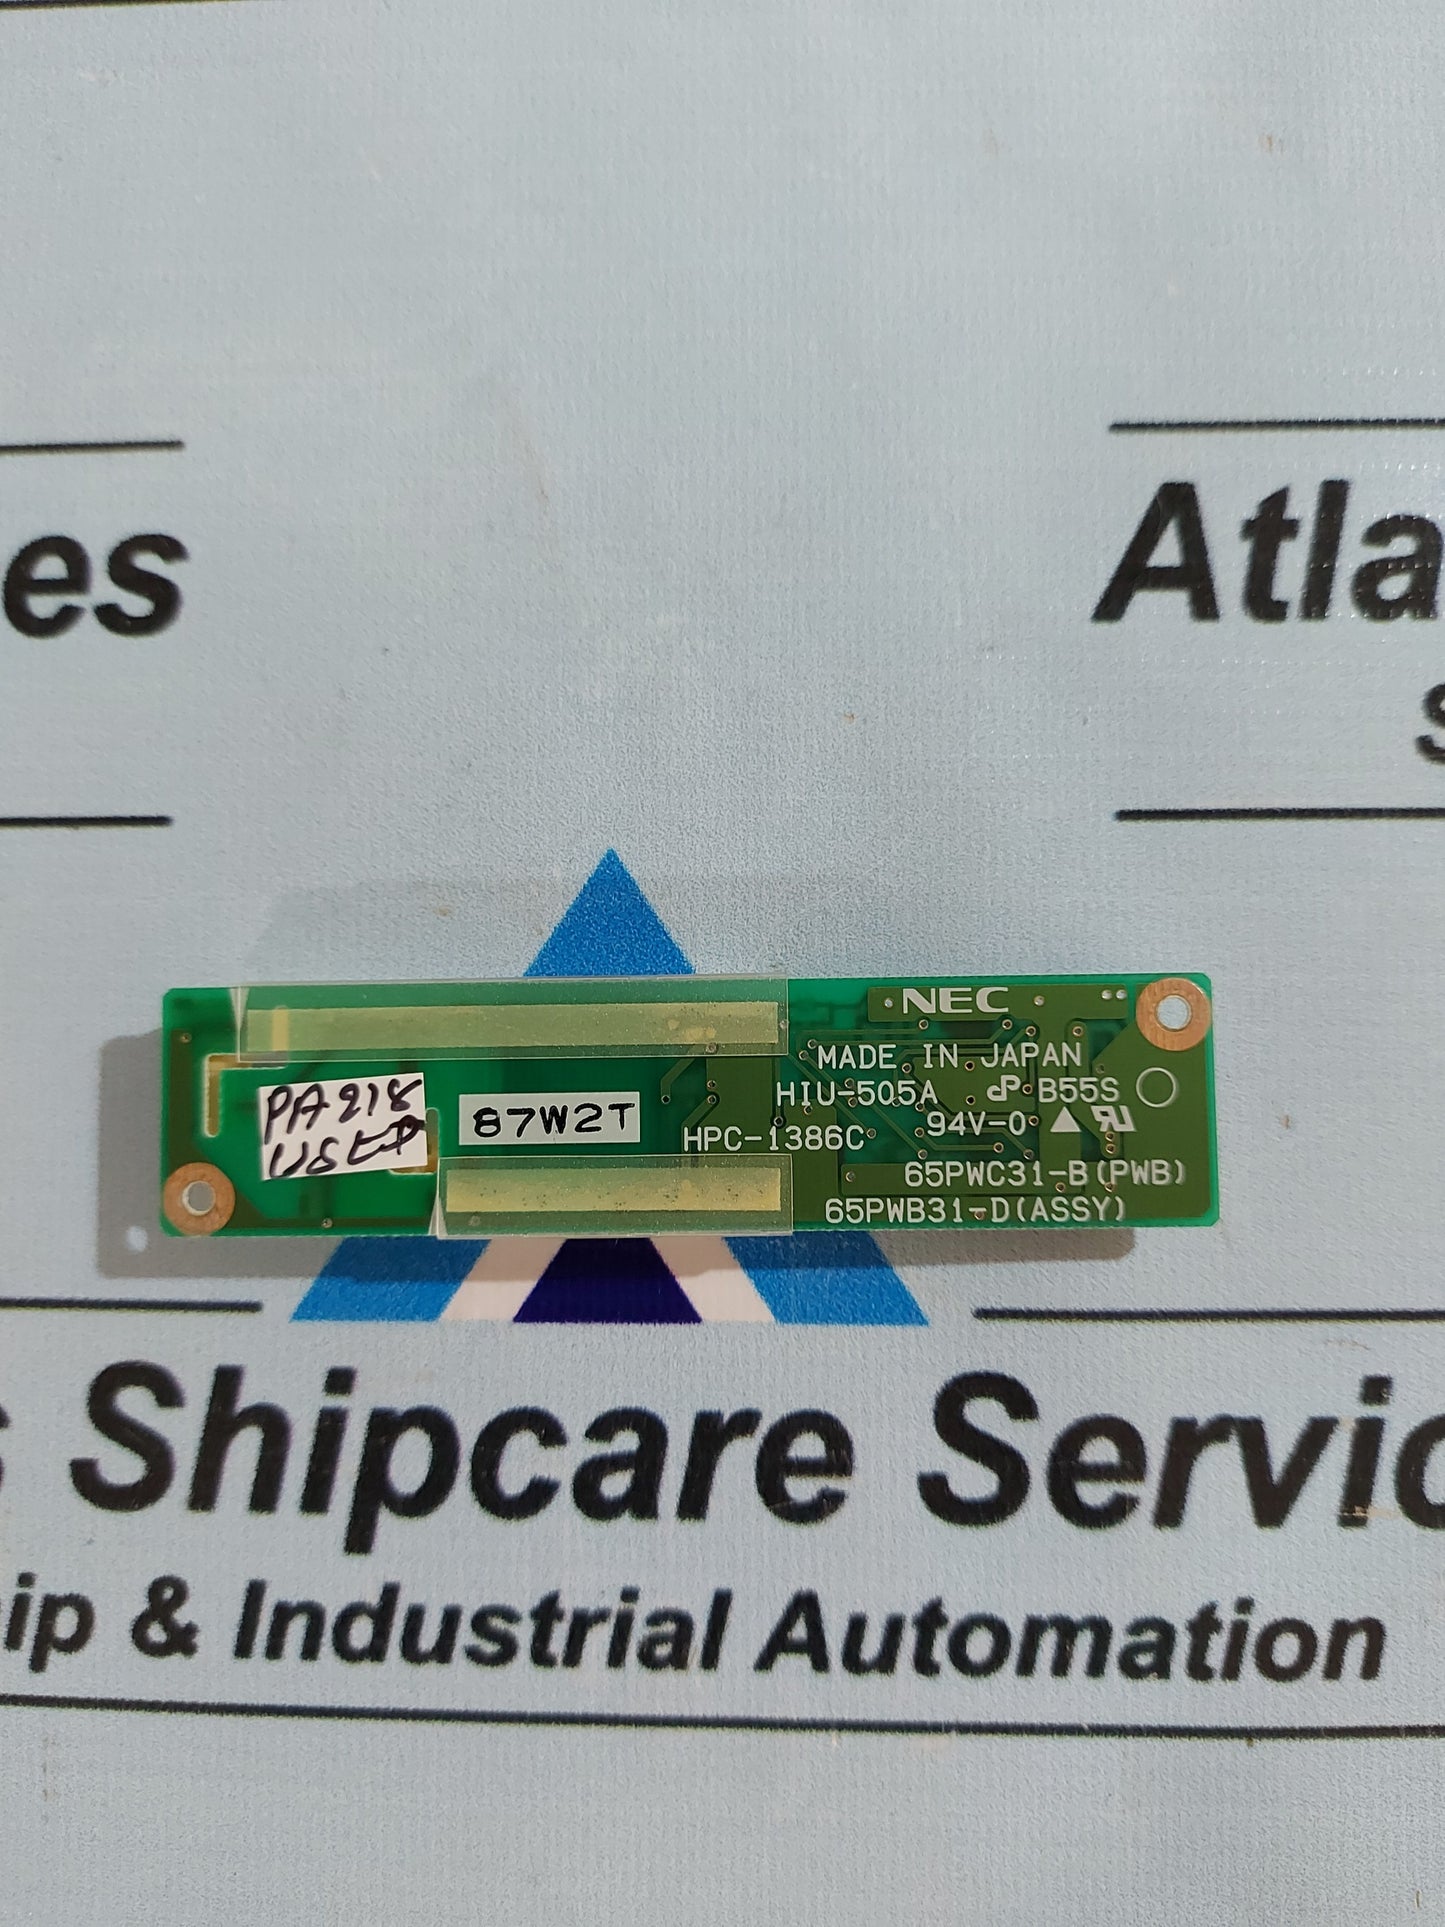 es
Atla
s
NEC
MADE IN JAPAN
HIU-505A B55S
94V-0
HPC-1386C
65PWC31-B(PWB)
65PWB31-D(ASSY)
87W2T
PA218
s Shipcare Servic
ip & Industrial Automation